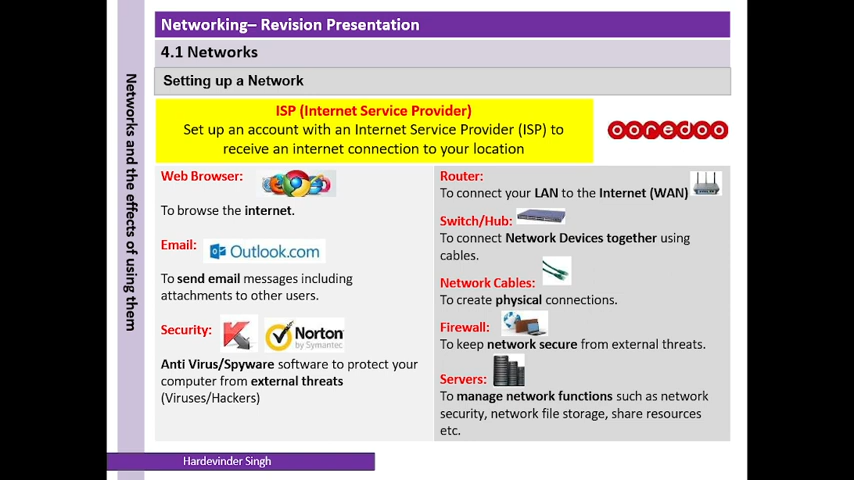 Networking– Revision Presentation
4.1 Networks
Setting up a Network
Networks and the effects of using them
ISP (Internet Service Provider)
Set up an account with an Internet Service Provider (ISP) to
receive an internet connection to your location
ooredoo
Web Browser:
To browse the internet.
Email:
Outlook.com
To send email messages including
attachments to other users.
Security:
Norton
by Symantec
Anti Virus/Spyware software to protect your
computer from external threats
(Viruses/Hackers)
Router:
To connect your LAN to the Internet (WAN)
Switch/Hub:
To connect Network Devices together using
cables.
Network Cables:
To create physical connections.
Firewall:
To keep network secure from external threats.
Servers:
To manage network functions such as network
security, network file storage, share resources
etc.
Hardevinder Singh